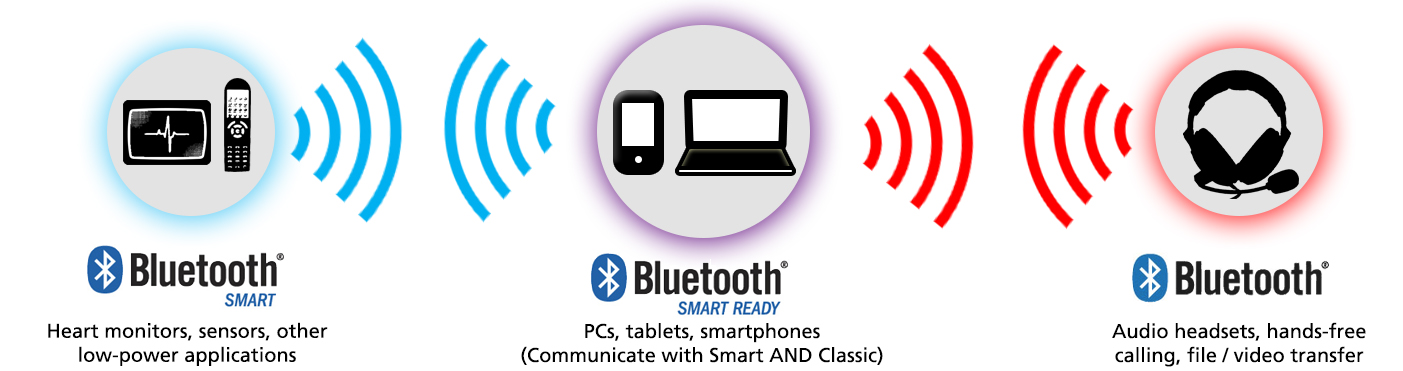 Bluetooth®
SMART
Heart monitors, sensors, other
low-power applications
Bluetooth®
SMART READY
PCs, tablets, smartphones
(Communicate with Smart AND Classic)
Bluetooth®
Audio headsets, hands-free
calling, file / video transfer